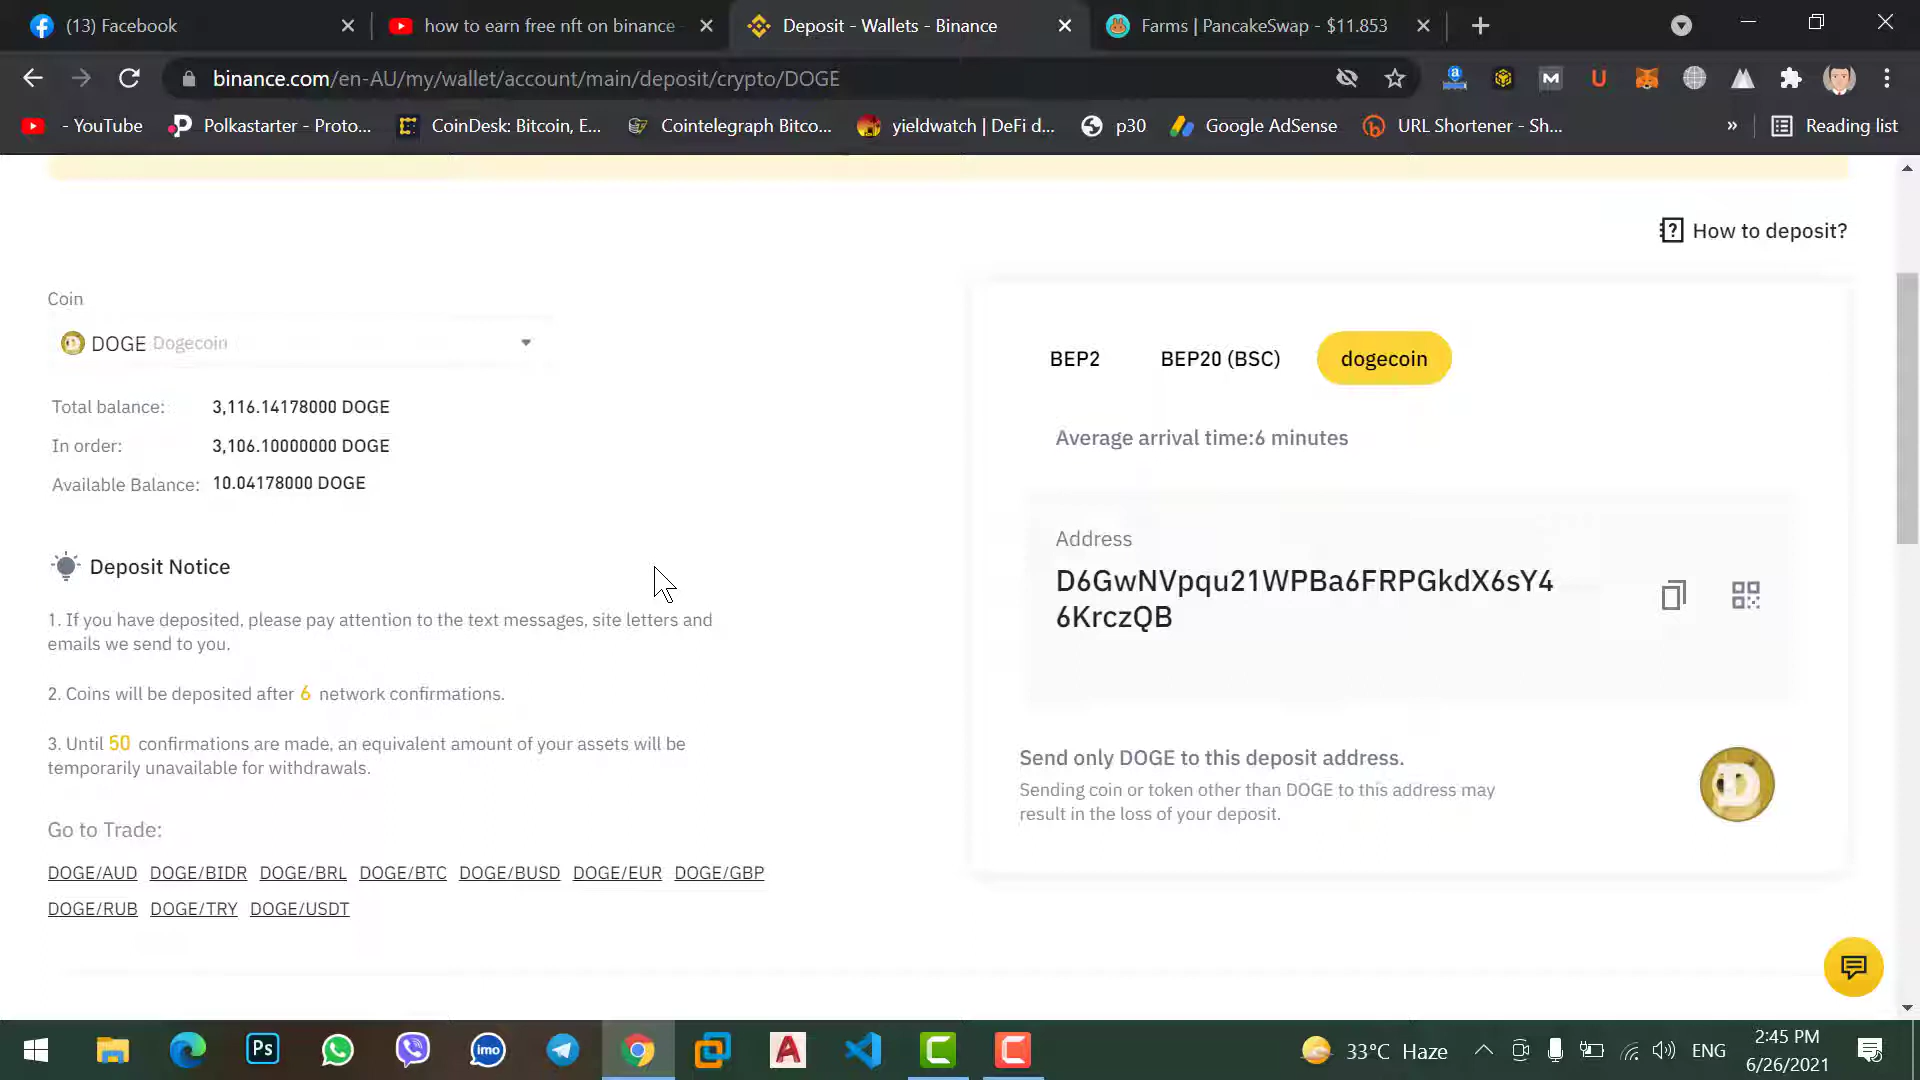 (13) Facebook
how to earn free nft on binance -
Deposit - Wallets - Binance
Farms | PancakeSwap - $11.853
binance.com/en-AU/my/wallet/account/main/deposit/crypto/DOGE
- YouTube
Polkastarter - Proto...
CoinDesk: Bitcoin, E...
Cointelegraph Bitco...
yieldwatch | DeFi d...
p30
Google AdSense
URL Shortener - Sh...
»
Reading list
How to deposit?
Coin
DOGE Dogecoin
Total balance: 3,116.14178000 DOGE
In order: 3,106.10000000 DOGE
Available Balance: 10.04178000 DOGE
Deposit Notice
1. If you have deposited, please pay attention to the text messages, site letters and
emails we send to you.
2. Coins will be deposited after 6 network confirmations.
3. Until 50 confirmations are made, an equivalent amount of your assets will be
temporarily unavailable for withdrawals.
Go to Trade:
DOGE/AUD DOGE/BIDR DOGE/BRL DOGE/BTC DOGE/BUSD DOGE/EUR DOGE/GBP
DOGE/RUB DOGE/TRY DOGE/USDT
BEP2 BEP20 (BSC) dogecoin
Average arrival time:6 minutes
Address
D6GwNVpqu21WPBa6FRPGkdX6sY4
6KrczQB
Send only DOGE to this deposit address.
Sending coin or token other than DOGE to this address may
result in the loss of your deposit.
Ps
imo
33°C Haze
ENG
2:45 PM
6/26/2021